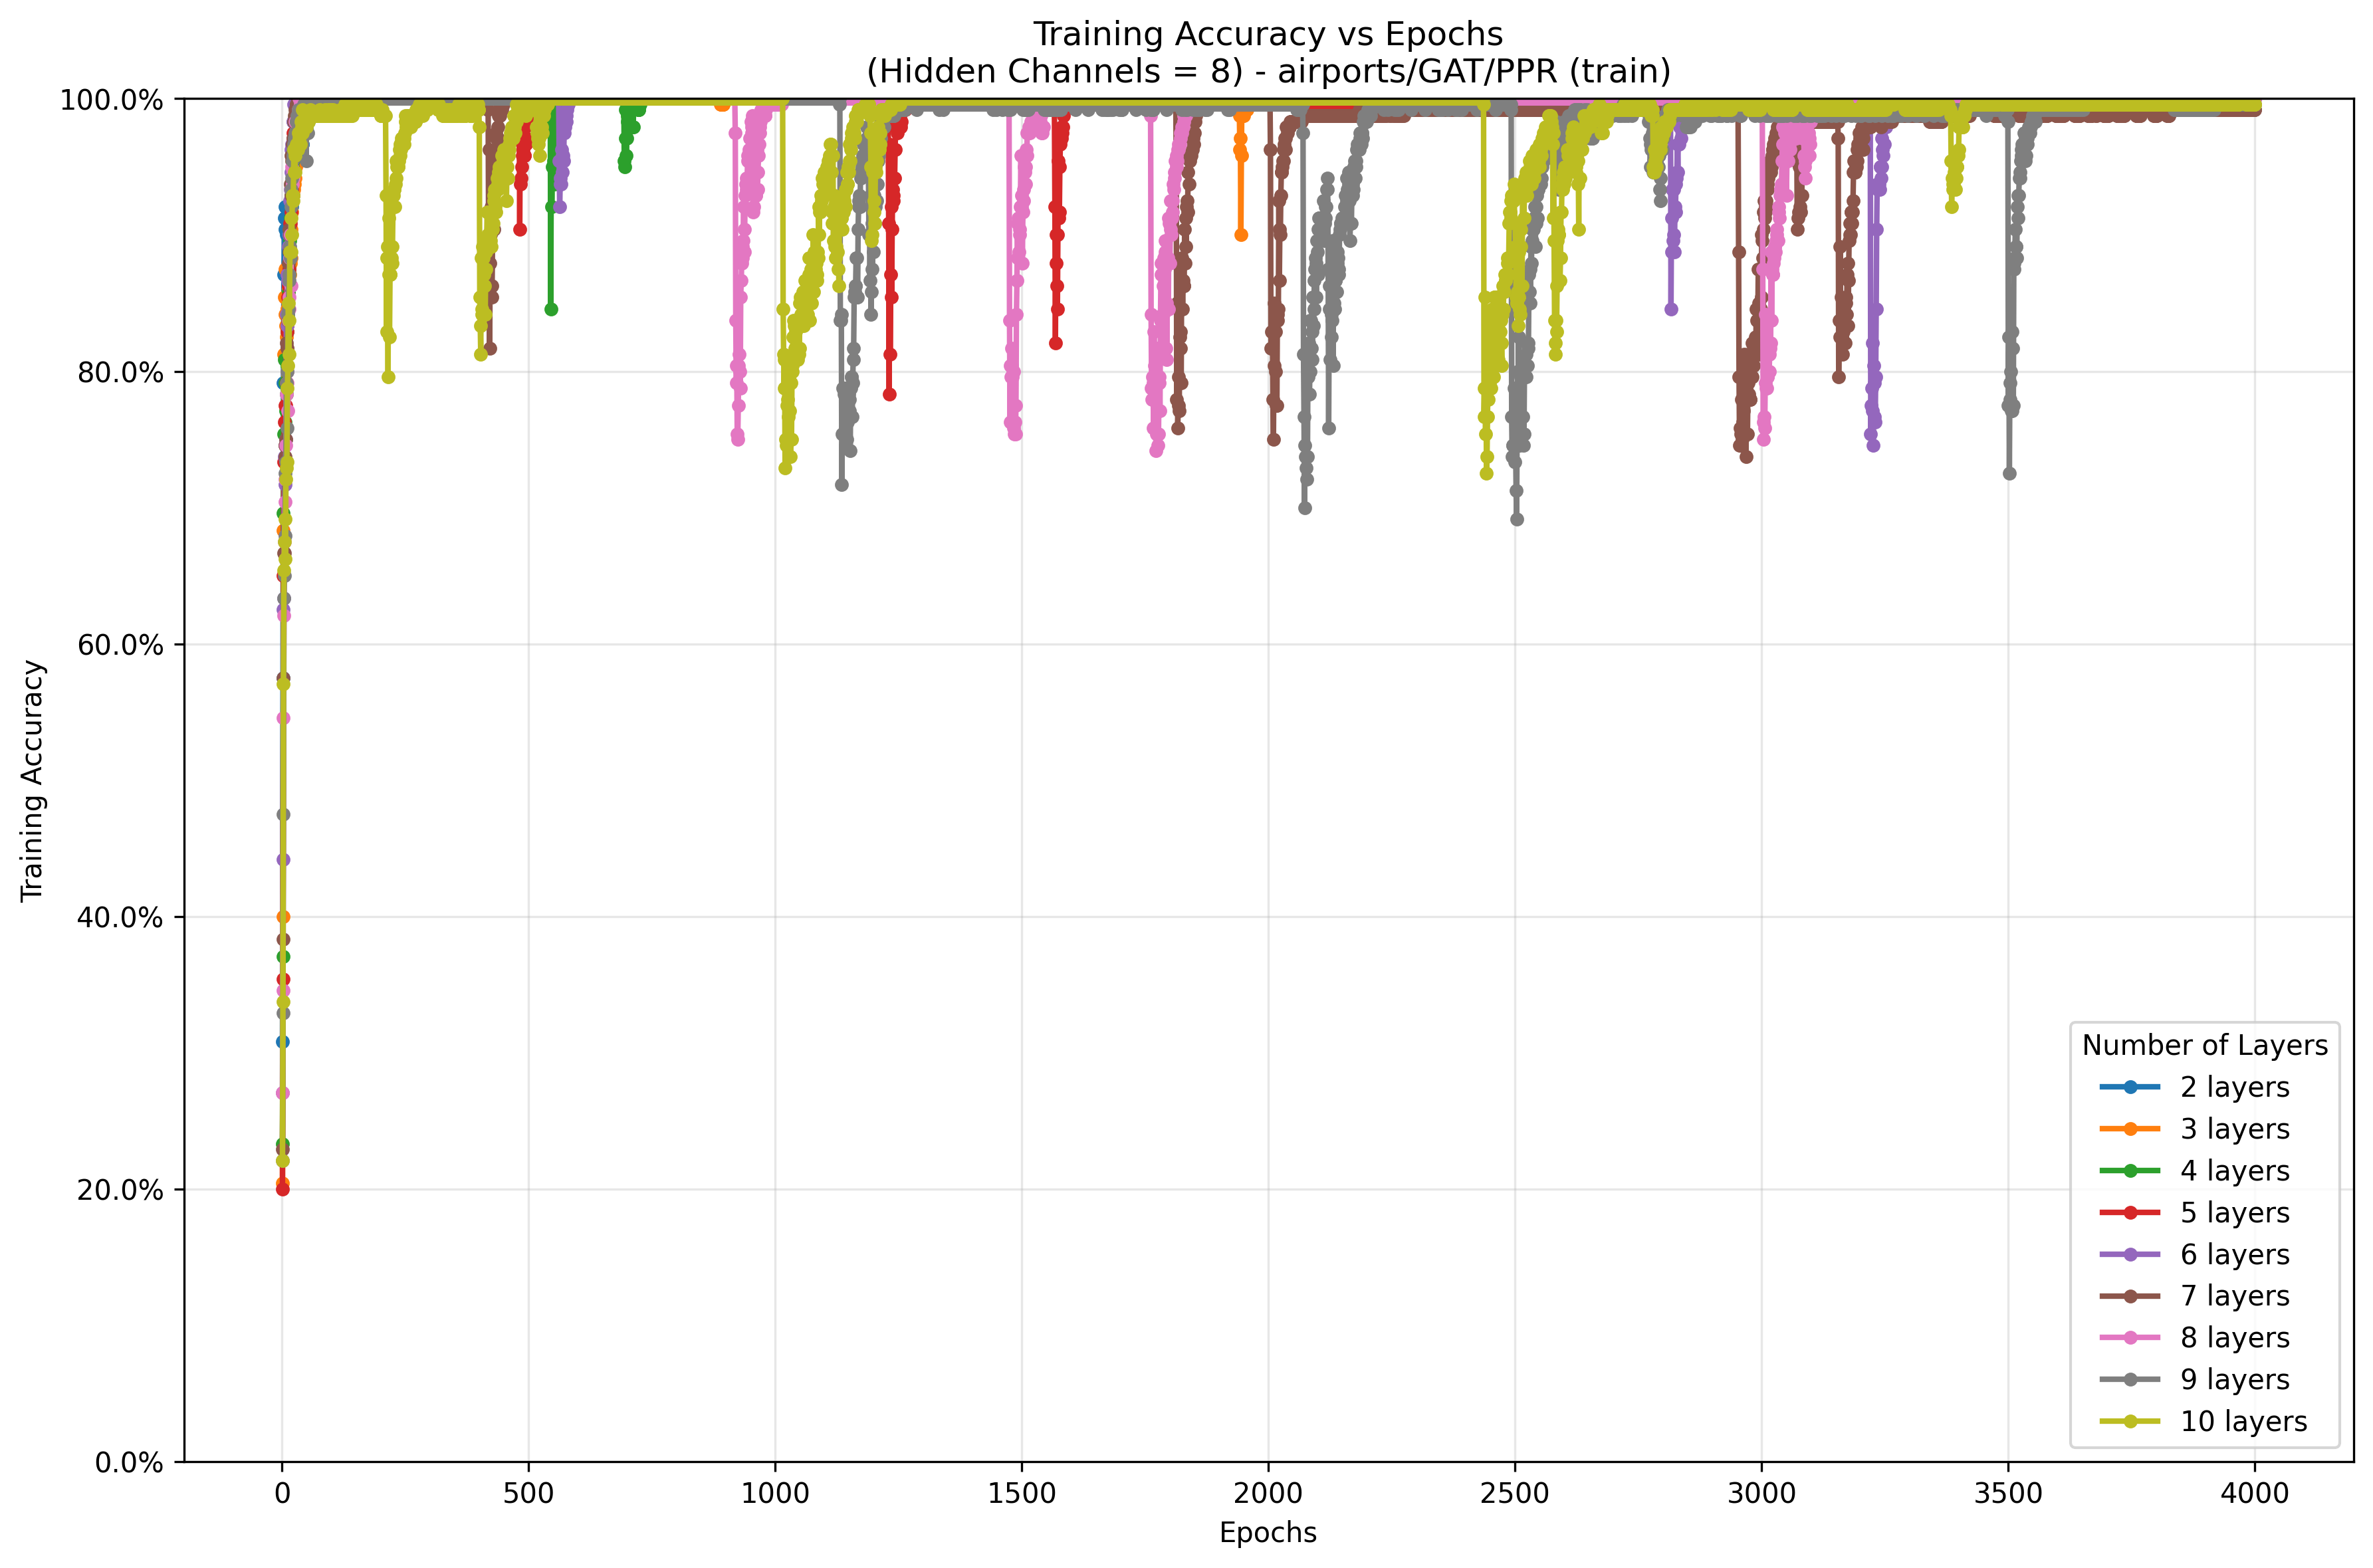 Training Accuracy vs Epochs
(Hidden Channels = 8) - airports/GAT/PPR (train)
Training Accuracy
100.0%
80.0%
60.0%
40.0%
20.0%
0.0%
0
500
1000
1500
2000
2500
3000
3500
4000
Epochs
Number of Layers
2 layers
3 layers
4 layers
5 layers
6 layers
7 layers
8 layers
9 layers
10 layers